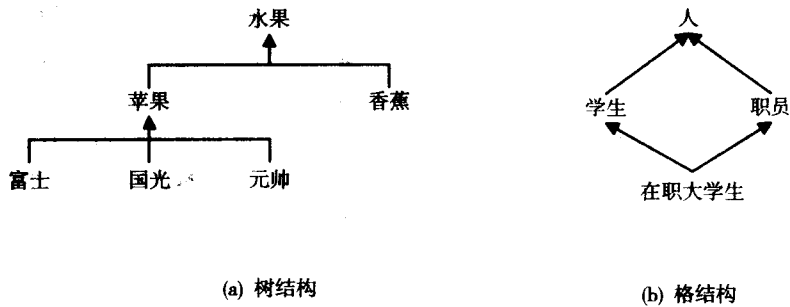 水果
苹果 香蕉
富士 国光 元帅
(a) 树结构
人
学生 职员
在职大学生
(b) 格结构